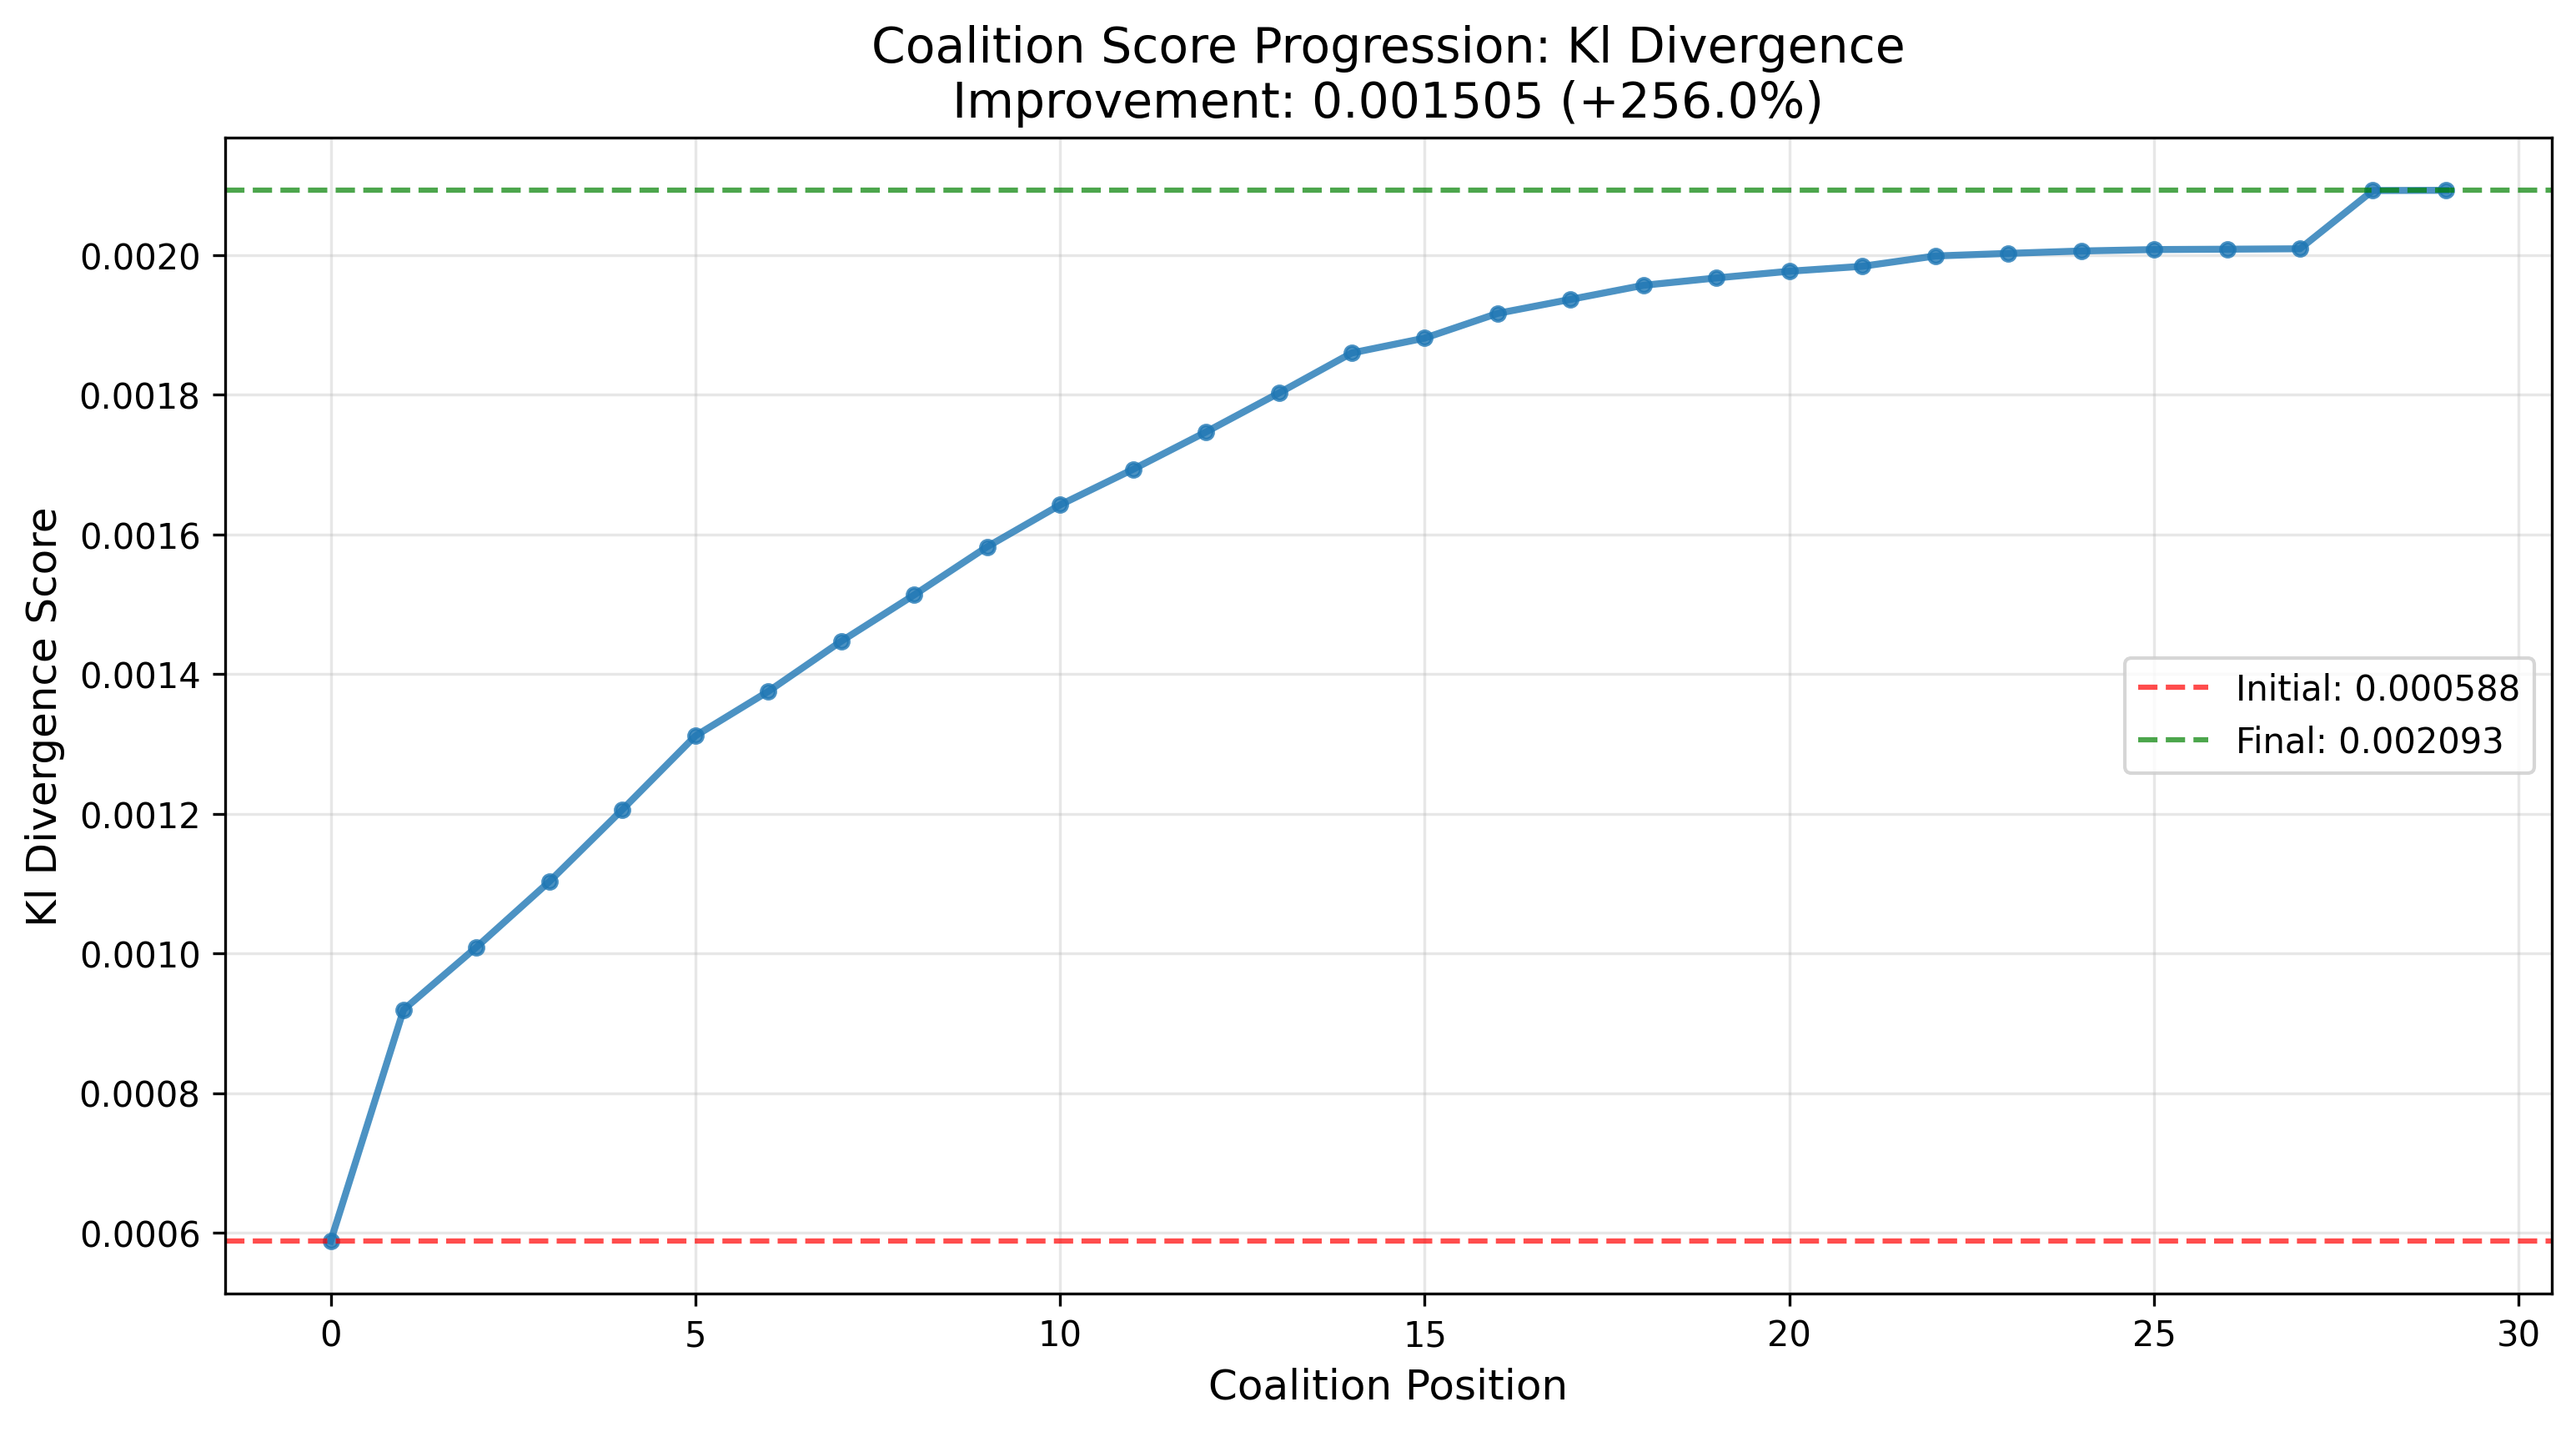 Coalition Score Progression: Kl Divergence
Improvement: 0.001505 (+256.0%)
Kl Divergence Score
0.0020
0.0018
0.0016
0.0014
0.0012
0.0010
0.0008
0.0006
Initial: 0.000588
Final: 0.002093
0 5 10 15 20 25 30
Coalition Position